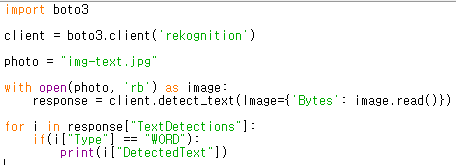 import boto3
client = boto3.client('rekognition')
photo = "img-text.jpg"
with open(photo, 'rb') as image:
    response = client.detect_text(Image={'Bytes': image.read()})
for i in response["TextDetections"]:
    if(i["Type"] == "WORD"):
        print(i["DetectedText"])